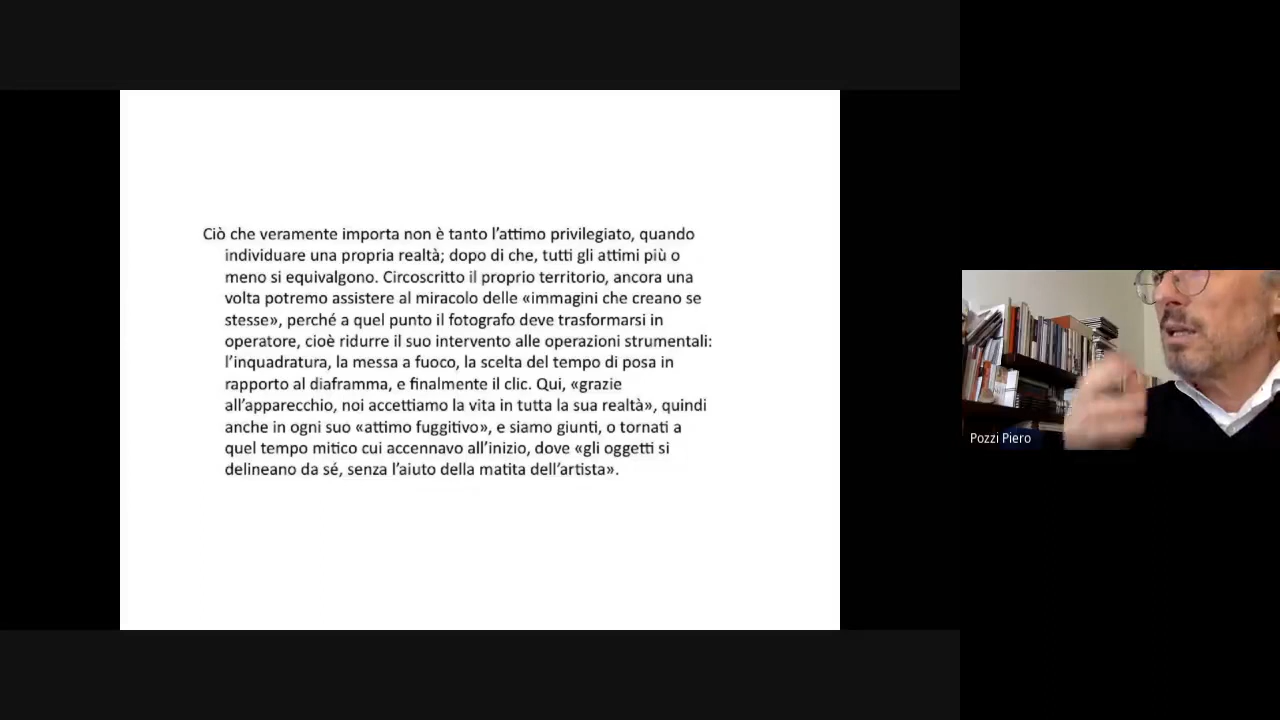 Ciò che veramente importa non è tanto l’attimo privilegiato, quando
individuare una propria realtà; dopo di che, tutti gli attimi più o
meno si equivalgono. Circoscritto il proprio territorio, ancora una
volta potremo assistere al miracolo delle «immagini che creano se
stesse», perché a quel punto il fotografo deve trasformarsi in
operatore, cioè ridurre il suo intervento alle operazioni strumentali:
l’inquadratura, la messa a fuoco, la scelta del tempo di posa in
rapporto al diaframma, e finalmente il clic. Qui, «grazie
all’apparecchio, noi accettiamo la vita in tutta la sua realtà», quindi
anche in ogni suo «attimo fuggitivo», e siamo giunti, o tornati a
quel tempo mitico cui accennavo all’inizio, dove «gli oggetti si
delineano da sé, senza l’aiuto della matita dell’artista».
Pozzi Piero